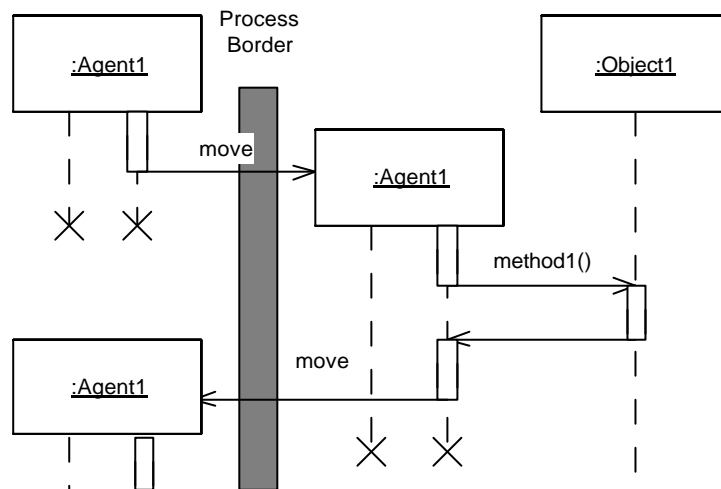 Process
Border
:Agent1
:Object1
move
:Agent1
method1()
move
:Agent1